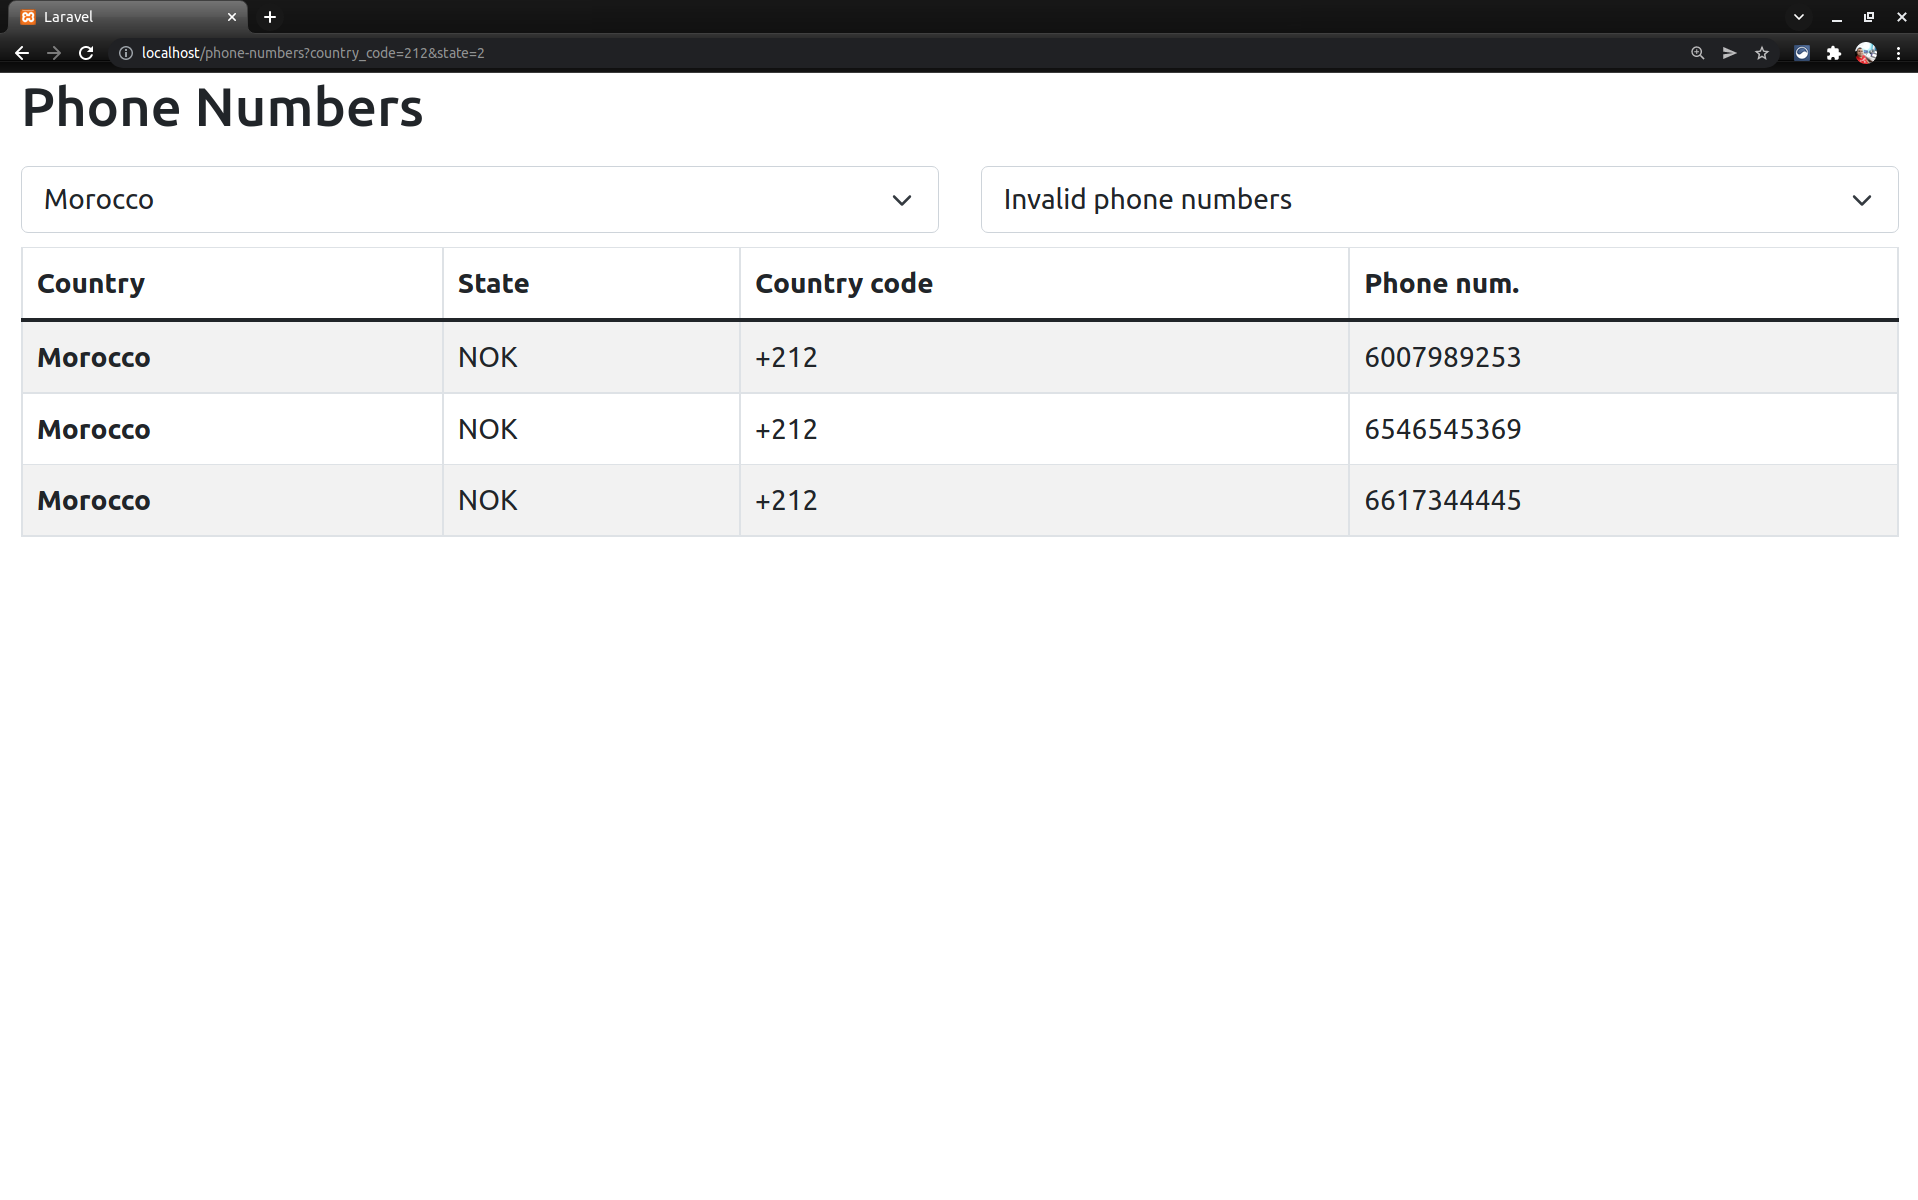 Laravel
localhost/phone-numbers?country_code=212&state=2
Phone Numbers
Morocco Invalid phone numbers
Country State Country code Phone num.
Morocco NOK +212 6007989253
Morocco NOK +212 6546545369
Morocco NOK +212 6617344445